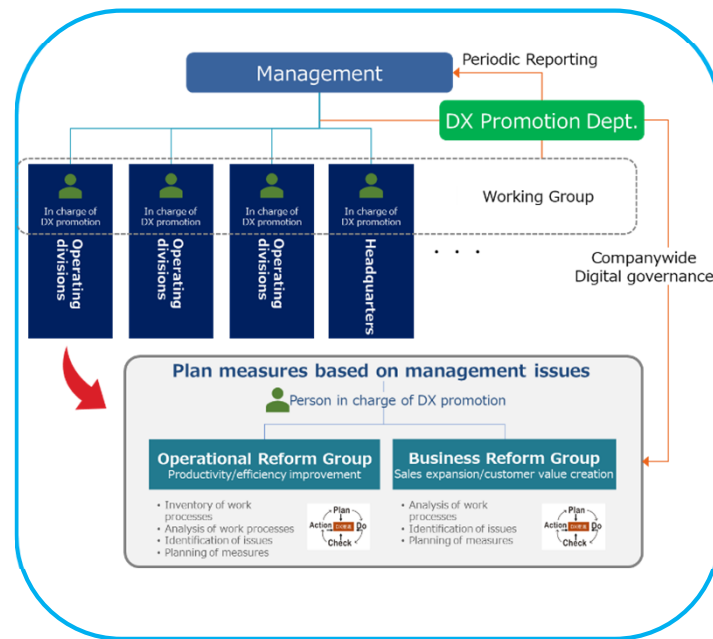 Management
Periodic Reporting
DX Promotion Dept.
Working Group
In charge of
DX promotion
In charge of
DX promotion
In charge of
DX promotion
In charge of
DX promotion
Operating
divisions
Operating
divisions
Operating
divisions
Headquarters
. . .
Companywide
Digital governance
Plan measures based on management issues
Person in charge of DX promotion
Operational Reform Group
Productivity/efficiency improvement
Business Reform Group
Sales expansion/customer value creation
• Inventory of work
processes
• Analysis of work processes
• Identification of issues
• Planning of measures
Plan
Action
Do
Check
• Analysis of work
processes
• Identification of issues
• Planning of measures
Plan
Action
Do
Check